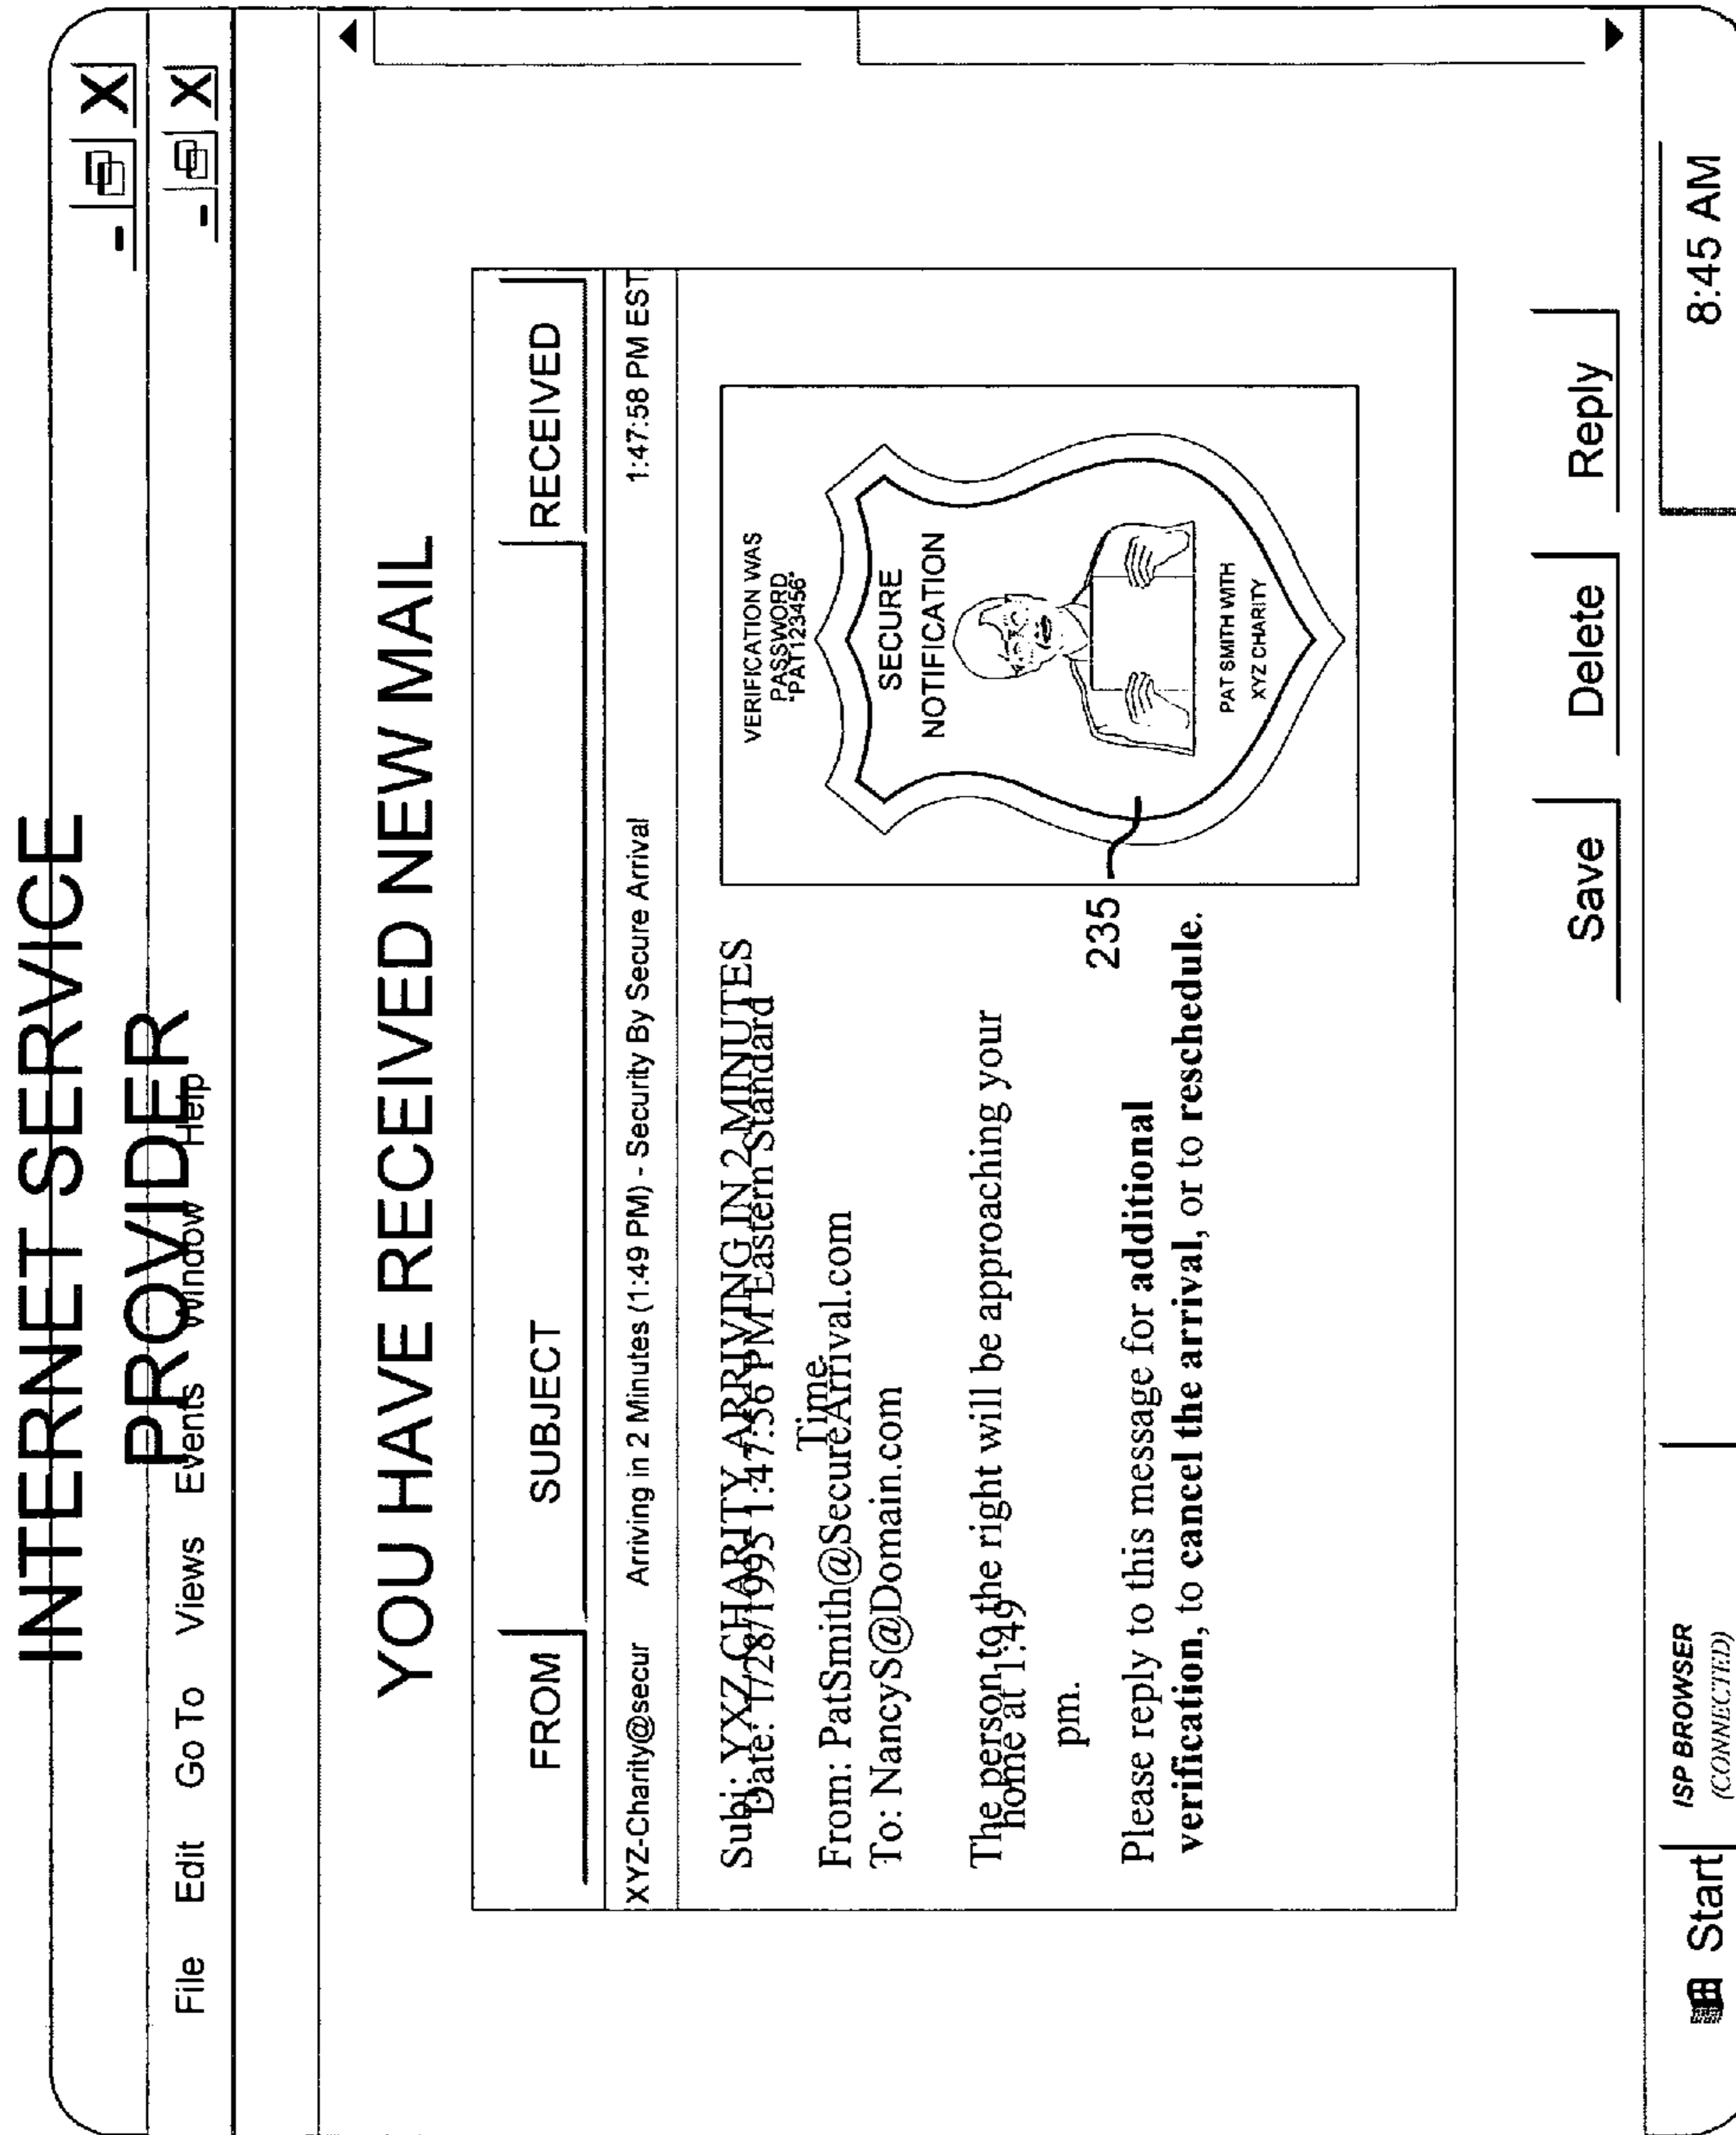 INTERNET SERVICE
PROVIDER
File Edit Go To Views Events Window Help
YOU HAVE RECEIVED NEW MAIL
FROM SUBJECT RECEIVED
XYZ-Charity@secur Arriving in 2 Minutes (1:49 PM) - Security By Secure Arrival 1:47:58 PM EST
Subj: YXZ CHARITY ARRIVING IN 2 MINUTES
Date: 1/28/1995 1:47:56 PM Eastern Standard
Time
From: PatSmith@SecureArrival.com
To: NancyS@Domain.com
The person to the right will be approaching your
home at 1:49
pm.
Please reply to this message for additional
verification, to cancel the arrival, or to reschedule.
VERIFICATION WAS
PASSWORD
"PAT123456"
SECURE
NOTIFICATION
PAT SMITH WITH
XYZ CHARITY
235
Save Delete Reply
Start ISP BROWSER
(CONNECTED)
8:45 AM